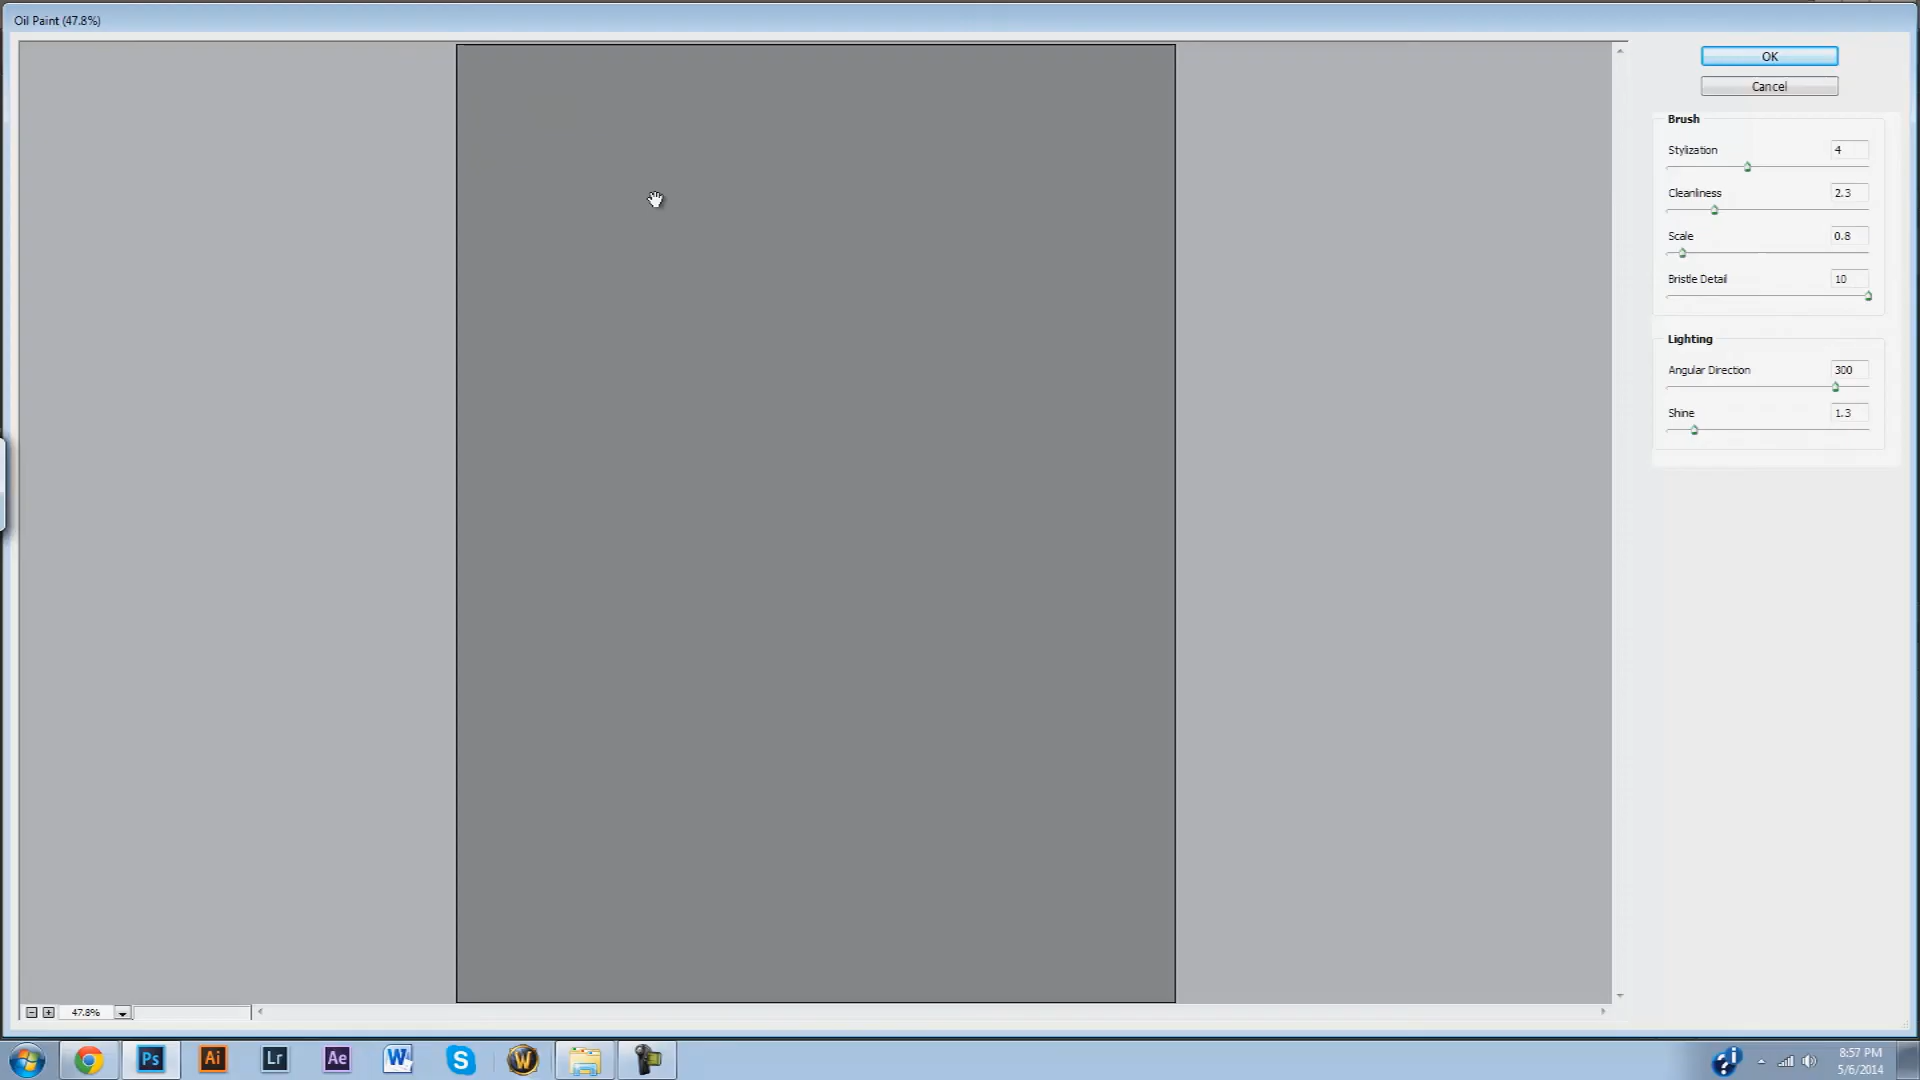 Oil Paint (47.8%)
OK
Cancel
Brush
Stylization 4
Cleanliness 2.3
Scale 0.8
Bristle Detail 10
Lighting
Angular Direction 300
Shine 1.3
47.8%
Ps
Ai
Lr
Ae
W
S
W
8:57 PM
5/6/2014